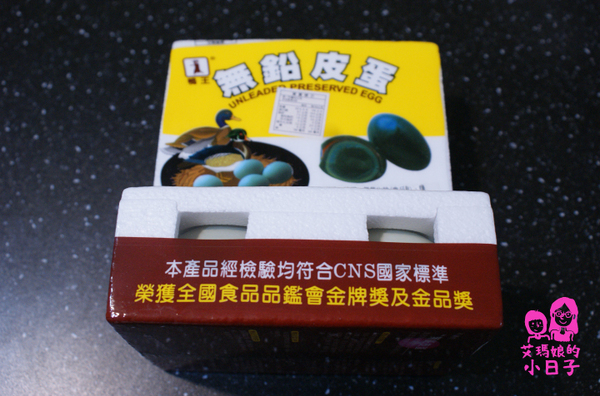 無鉛皮蛋
UNLEADED PRESERVED EGG
本產品經檢驗均符合CNS國家標準
榮獲全國食品品鑑會金牌獎及金品獎
艾瑪娘的
小日子